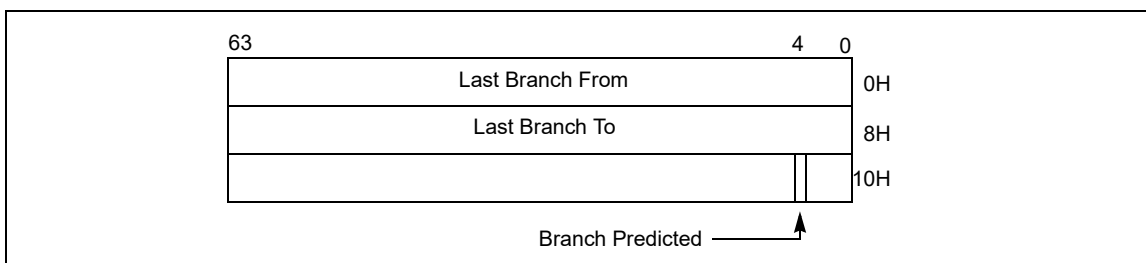 63 4 0
Last Branch From 0H
Last Branch To 8H
10H
Branch Predicted